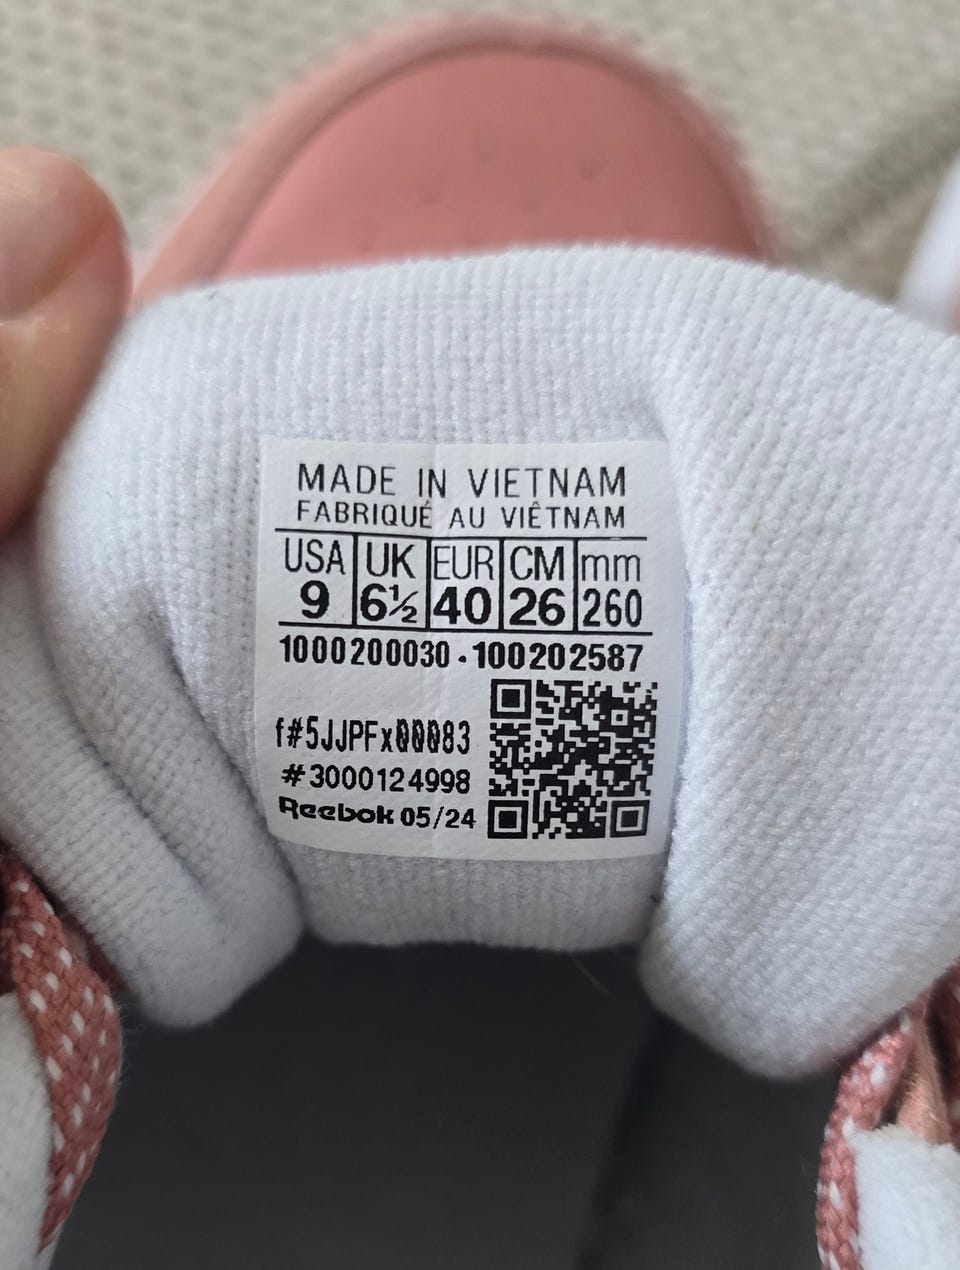 MADE IN VIETNAM
FABRIQUÉ AU VIÊTNAM
USA UK EUR CM mm
9 6½ 40 26 260
1000200030 · 100202587
f#5JJPFx00083
#3000124998
Reebok 05/24